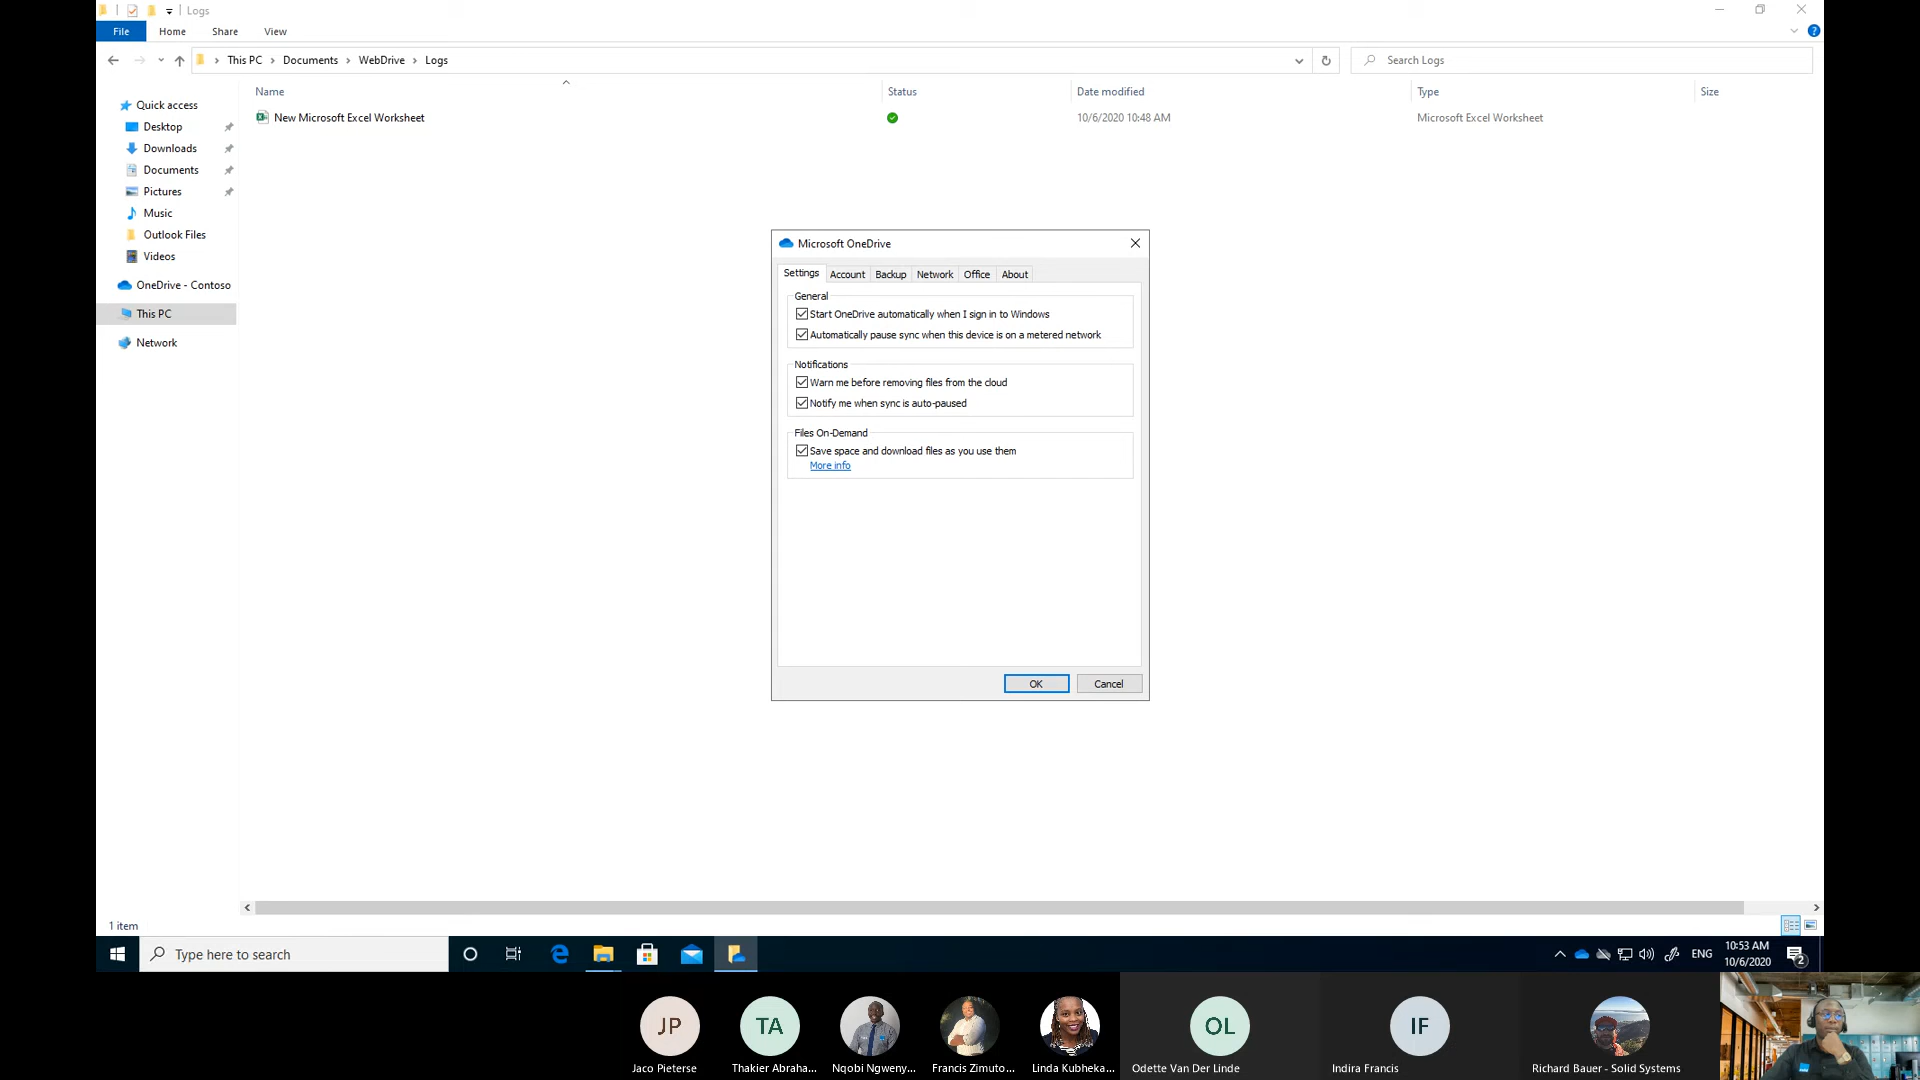 Logs
File Home Share View
This PC Documents WebDrive Logs
Search Logs
Name Status Date modified Type Size
New Microsoft Excel Worksheet 10/6/2020 10:48 AM Microsoft Excel Worksheet
Quick access
Desktop
Downloads
Documents
Pictures
Music
Outlook Files
Videos
OneDrive - Contoso
This PC
Network
Microsoft OneDrive
Settings Account Backup Network Office About
General
Start OneDrive automatically when I sign in to Windows
Automatically pause sync when this device is on a metered network
Notifications
Warn me before removing files from the cloud
Notify me when sync is auto-paused
Files On-Demand
Save space and download files as you use them
More info
OK Cancel
1 item
Type here to search
ENG
10:53 AM
10/6/2020
2
JP TA OL IF
Jaco Pieterse Thakier Abraha... Nqobi Ngweny... Francis Zimuto... Linda Kubheka... Odette Van Der Linde Indira Francis Richard Bauer - Solid Systems